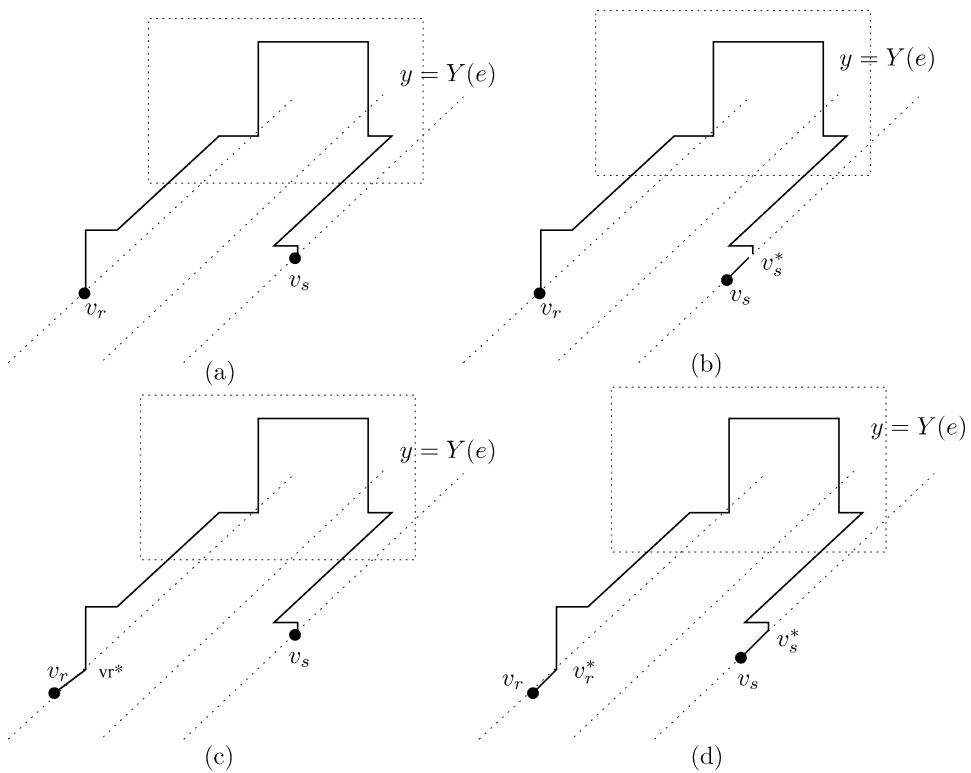 y = Y(e)
v_s
v_r
(a)
y = Y(e)
v_s^*
v_s
v_r
(b)
y = Y(e)
v_r
vr*
v_s
(c)
y = Y(e)
v_s^*
v_r
v_r^*
v_s
(d)